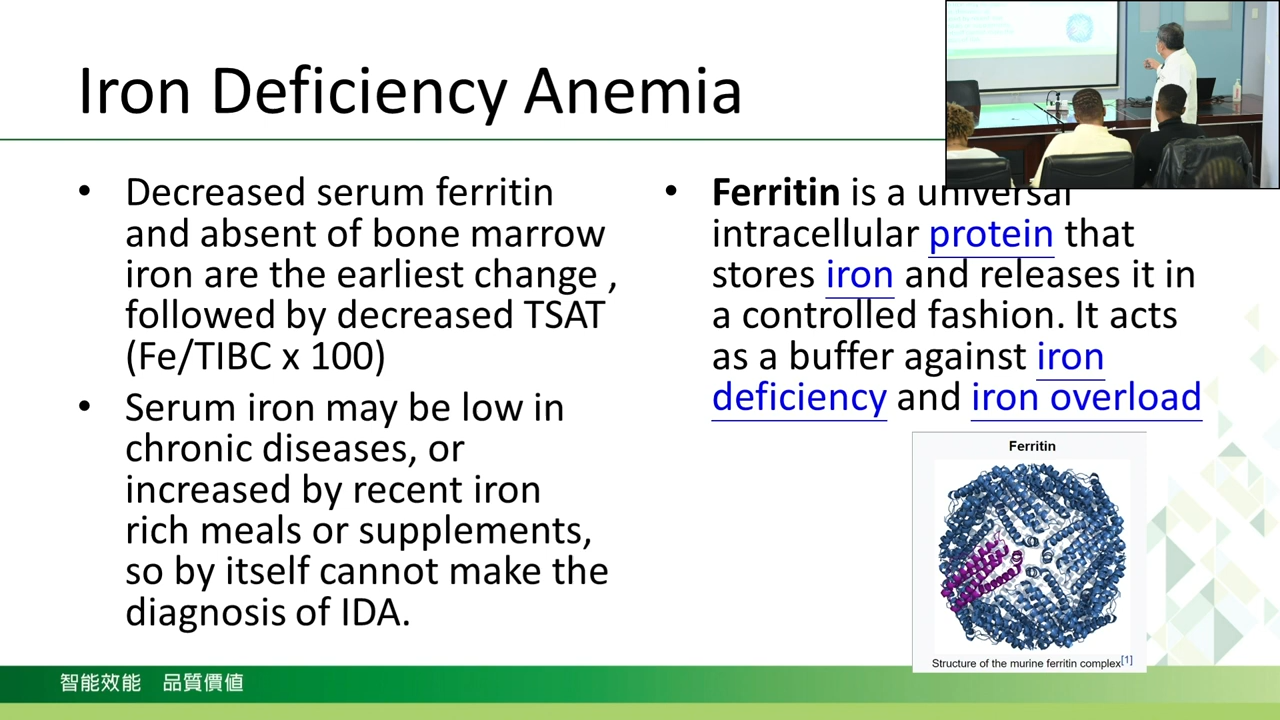 Iron Deficiency Anemia
• Decreased serum ferritin
and absent of bone marrow
iron are the earliest change ,
followed by decreased TSAT
(Fe/TIBC x 100)
• Serum iron may be low in
chronic diseases, or
increased by recent iron
rich meals or supplements,
so by itself cannot make the
diagnosis of IDA.
• Ferritin is a universal
intracellular protein that
stores iron and releases it in
a controlled fashion. It acts
as a buffer against iron
deficiency and iron overload
Ferritin
Structure of the murine ferritin complex[1]
智能效能 品質價值